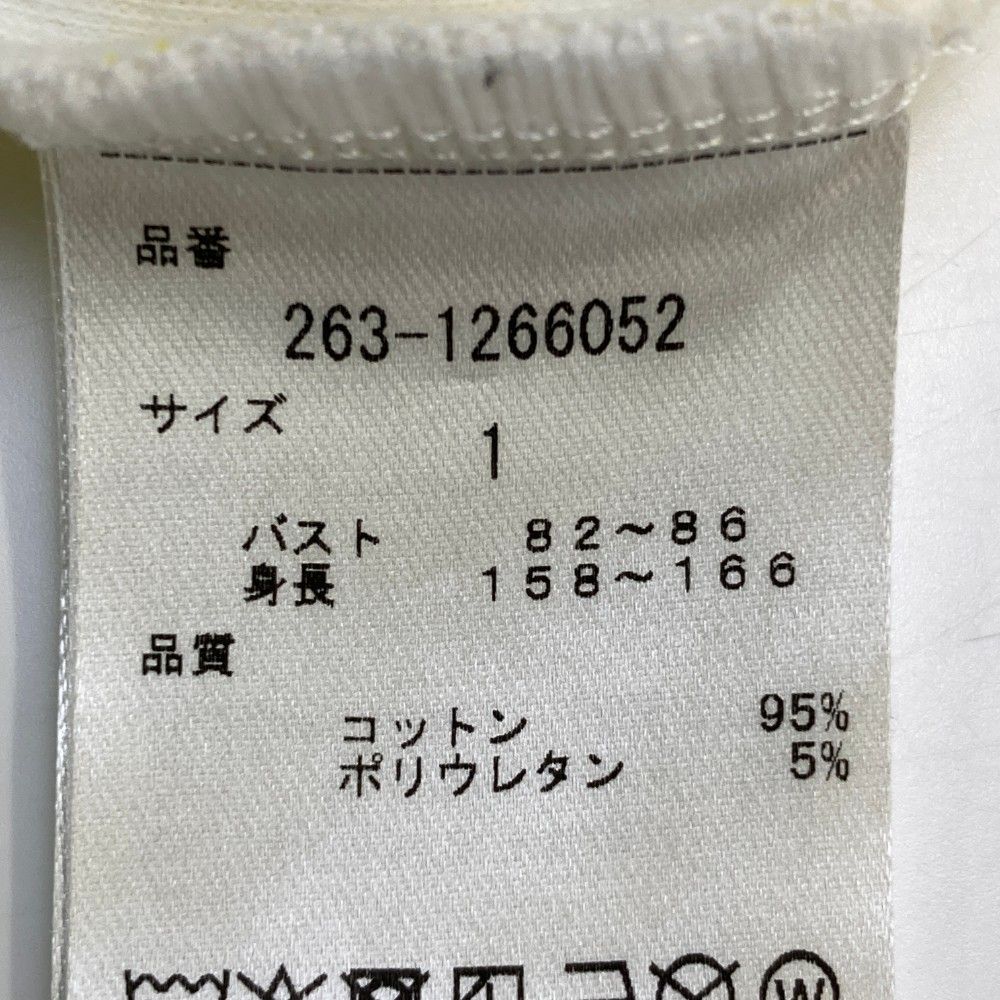 品番
263-1266052
サイズ
1
バスト 82～86
身長 158～166
品質
コットン 95%
ポリウレタン 5%
W